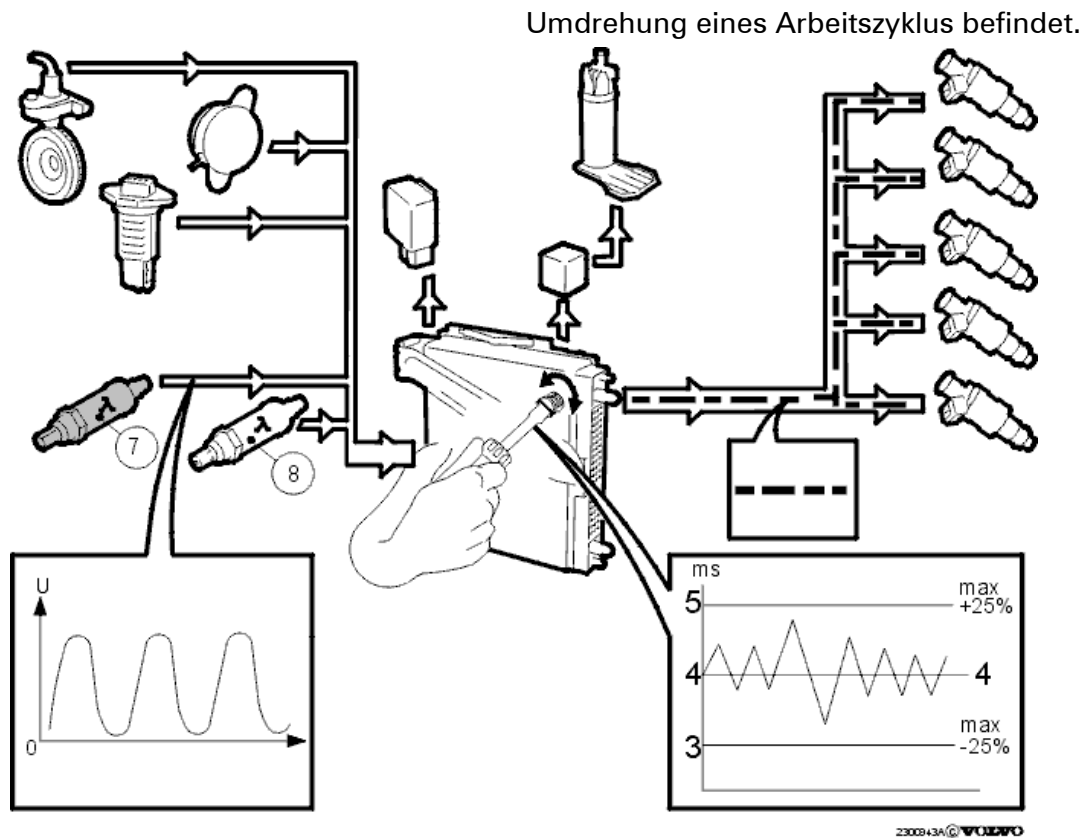 Umdrehung eines Arbeitszyklus befindet.
λ
7
λ
8
U
0
ms
5
max
+25%
4
4
3
max
-25%
2300943A © VOLVO